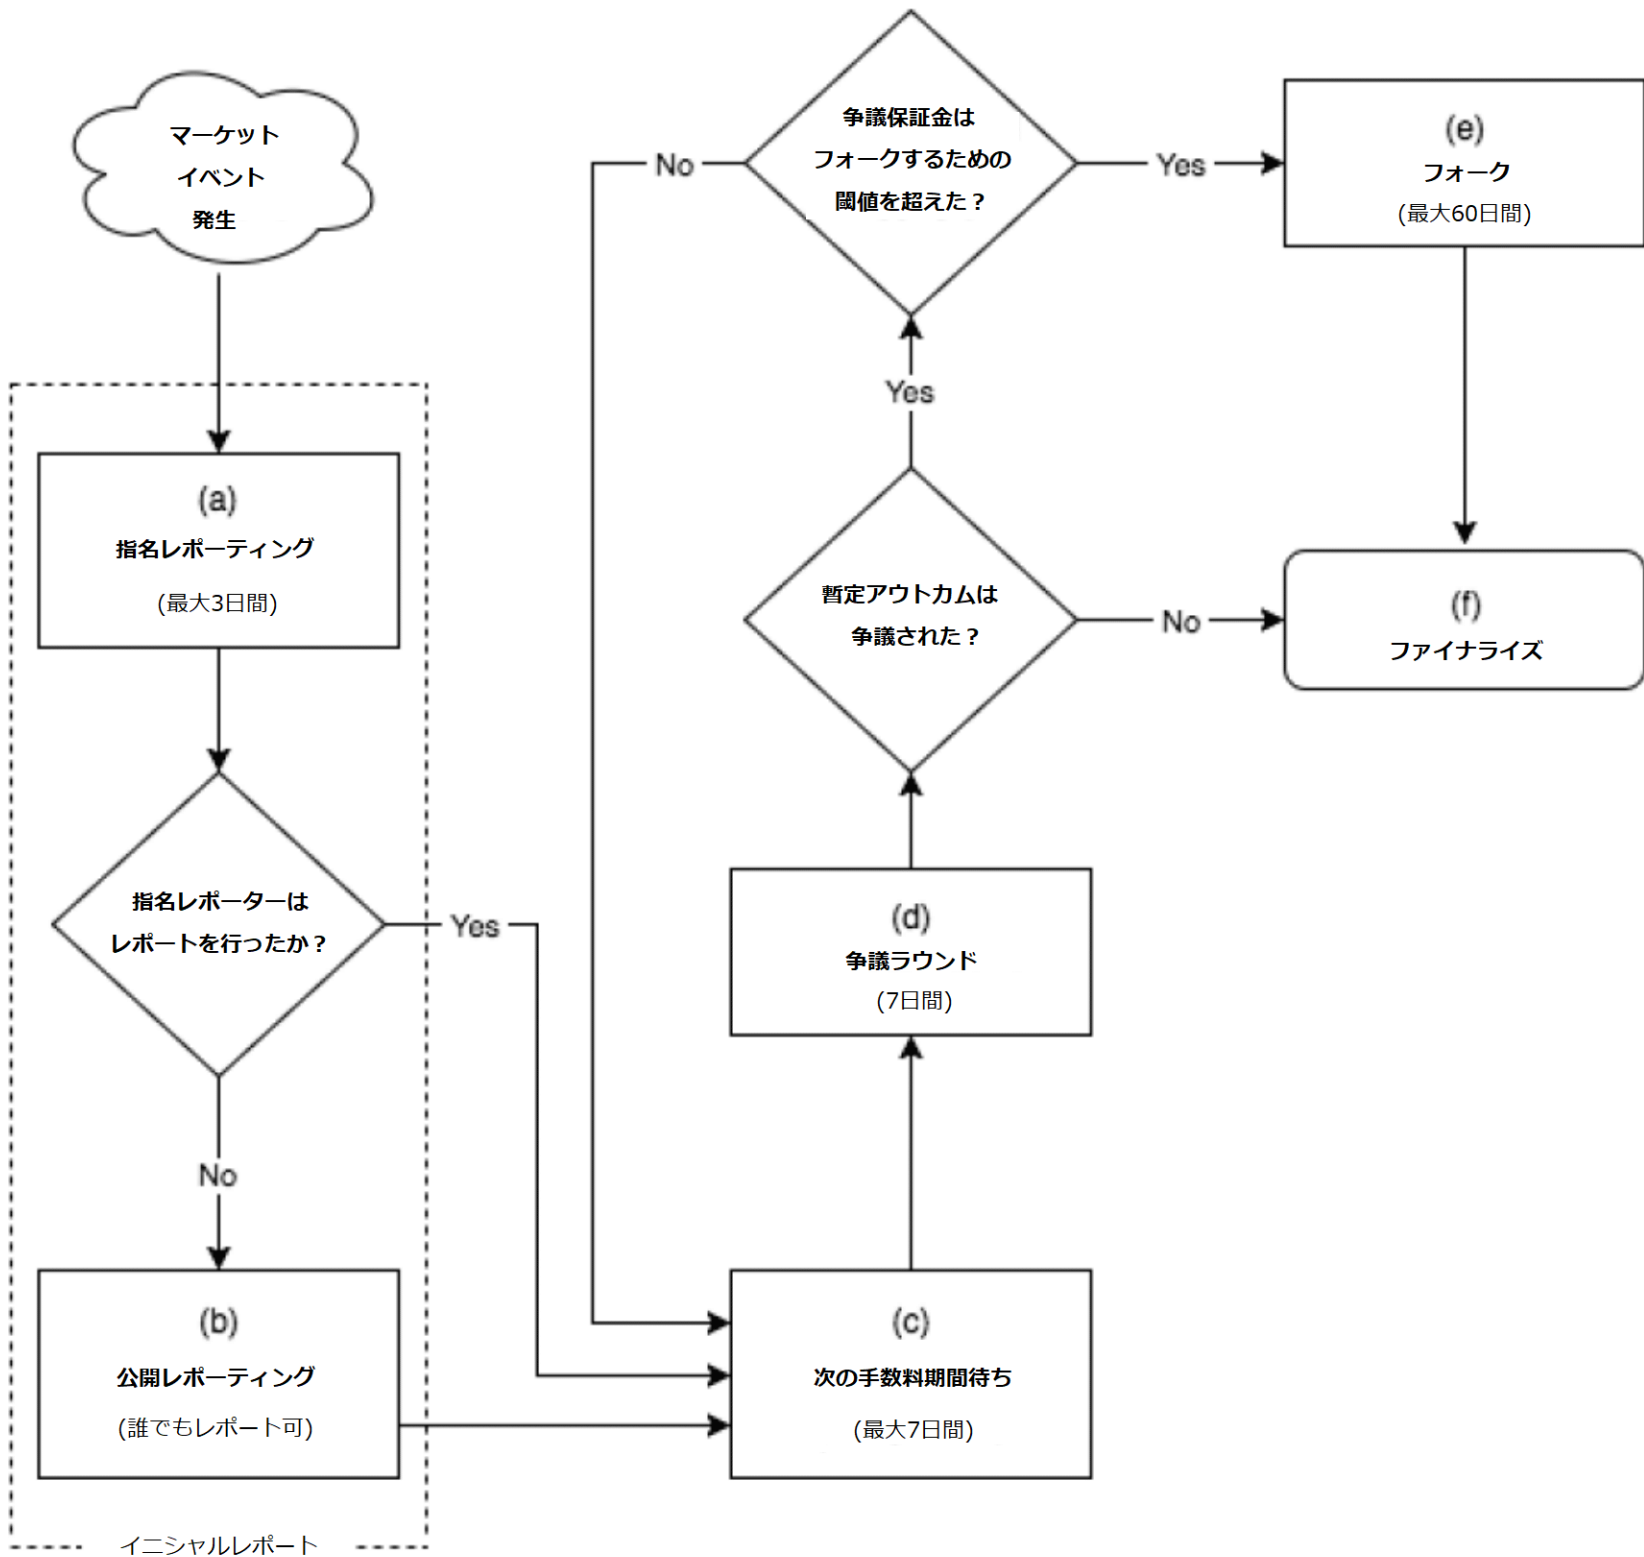 マーケット
イベント
発生
(a)
指名レポーティング
(最大3日間)
指名レポーターは
レポートを行ったか？
Yes
No
(b)
公開レポーティング
(誰でもレポート可)
イニシャルレポート
争議保証金は
フォークするための
閾値を超えた？
No
Yes
Yes
暫定アウトカムは
争議された？
No
(d)
争議ラウンド
(7日間)
(c)
次の手数料期間待ち
(最大7日間)
(e)
フォーク
(最大60日間)
(f)
ファイナライズ